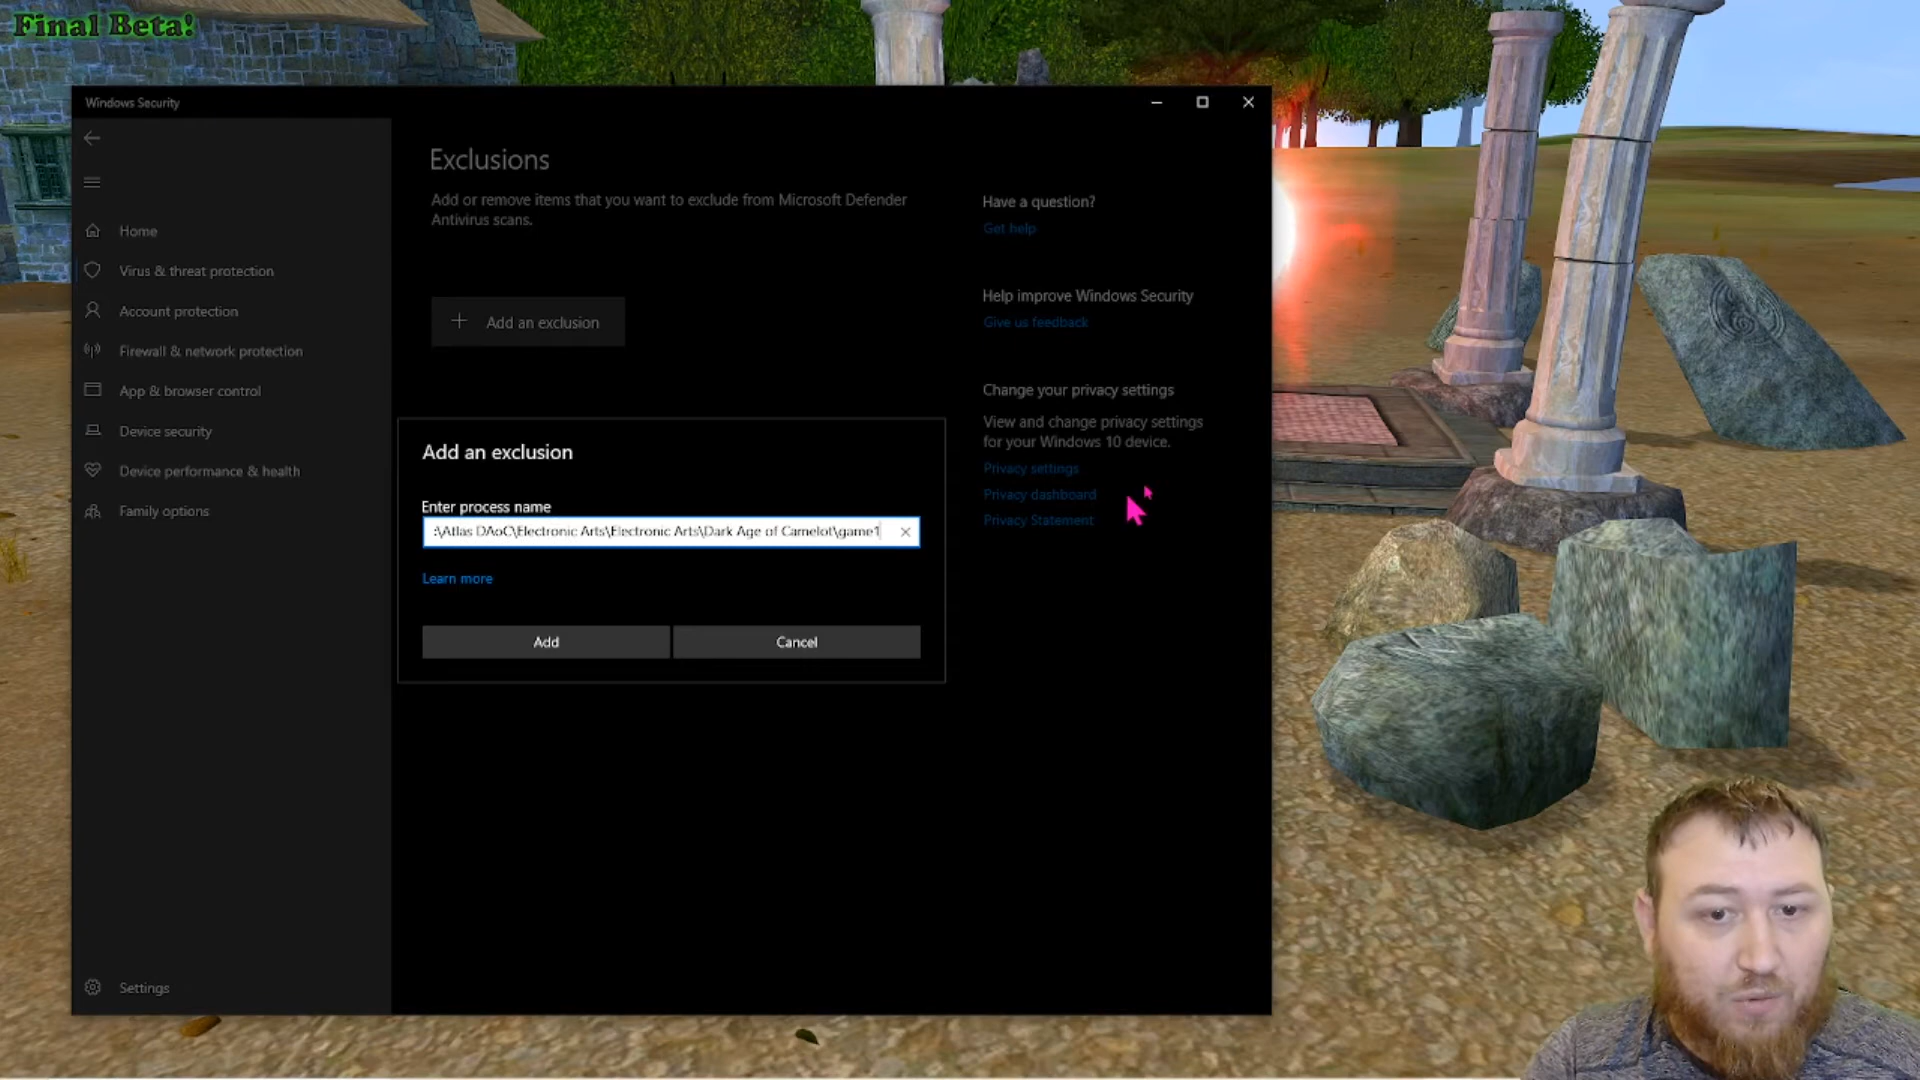 Final Beta!
Windows Security
Home
Virus & threat protection
Account protection
Firewall & network protection
App & browser control
Device security
Device performance & health
Family options
Settings
Exclusions
Add or remove items that you want to exclude from Microsoft Defender
Antivirus scans.
Add an exclusion
Add an exclusion
Enter process name
:\Atlas DAoC\Electronic Arts\Electronic Arts\Dark Age of Camelot\game1
Learn more
Add
Cancel
Have a question?
Get help
Help improve Windows Security
Give us feedback
Change your privacy settings
View and change privacy settings
for your Windows 10 device.
Privacy settings
Privacy dashboard
Privacy Statement